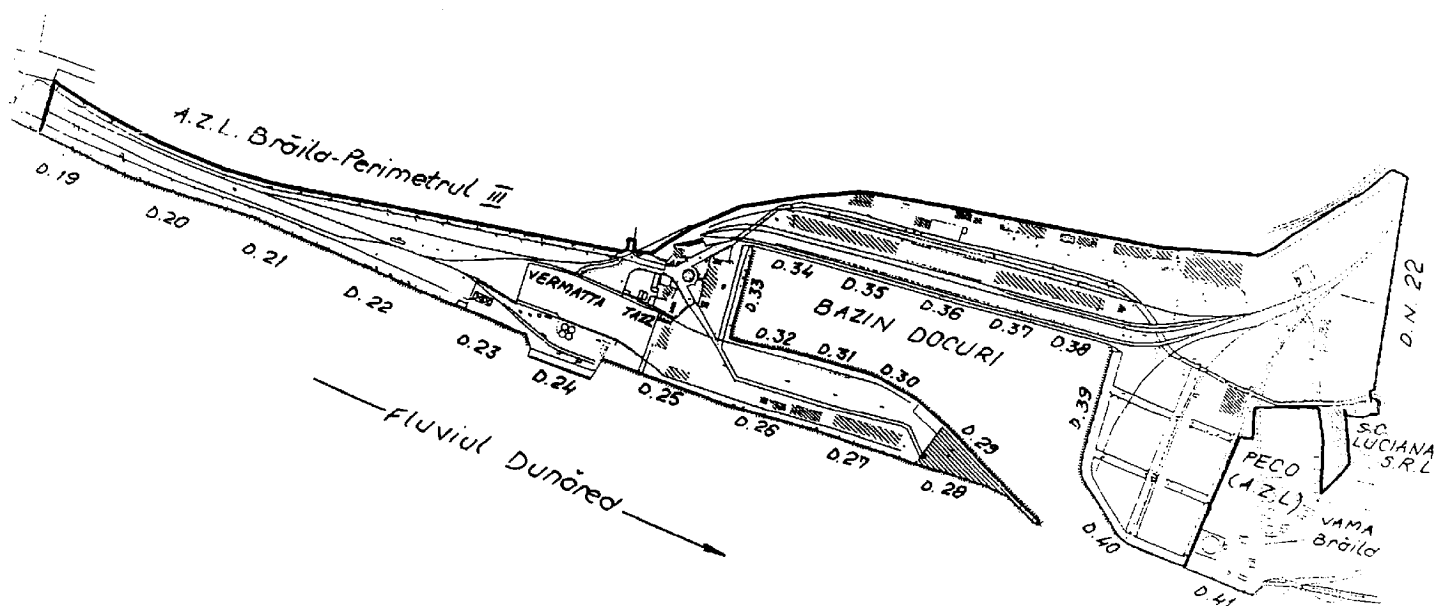 A.Z.L. Brăila-Perimetrul III
D.19
D.20
D.21
D.22
D.23
D.24
D.25
D.26
D.27
D.28
D.29
D.30
D.31
D.32
D.33
D.34
D.35
D.36
D.37
D.38
D.39
D.40
D.41
VERMATTA
BAZIN DOCURI
Fluviul Dunăred
D.N. 22
S.C.
LUCIANA
S.R.L
PECO
(A.Z.L)
VAMA
Brăila